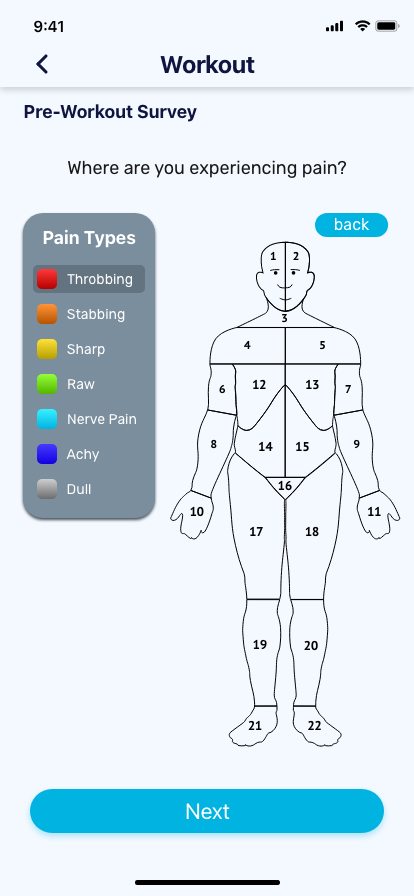 9:41
Workout
Pre-Workout Survey
Where are you experiencing pain?
Pain Types
Throbbing
Stabbing
Sharp
Raw
Nerve Pain
Achy
Dull
back
1 2
3
4 5
6 12 13 7
8 14 15 9
16
10 11
17 18
19 20
21 22
Next